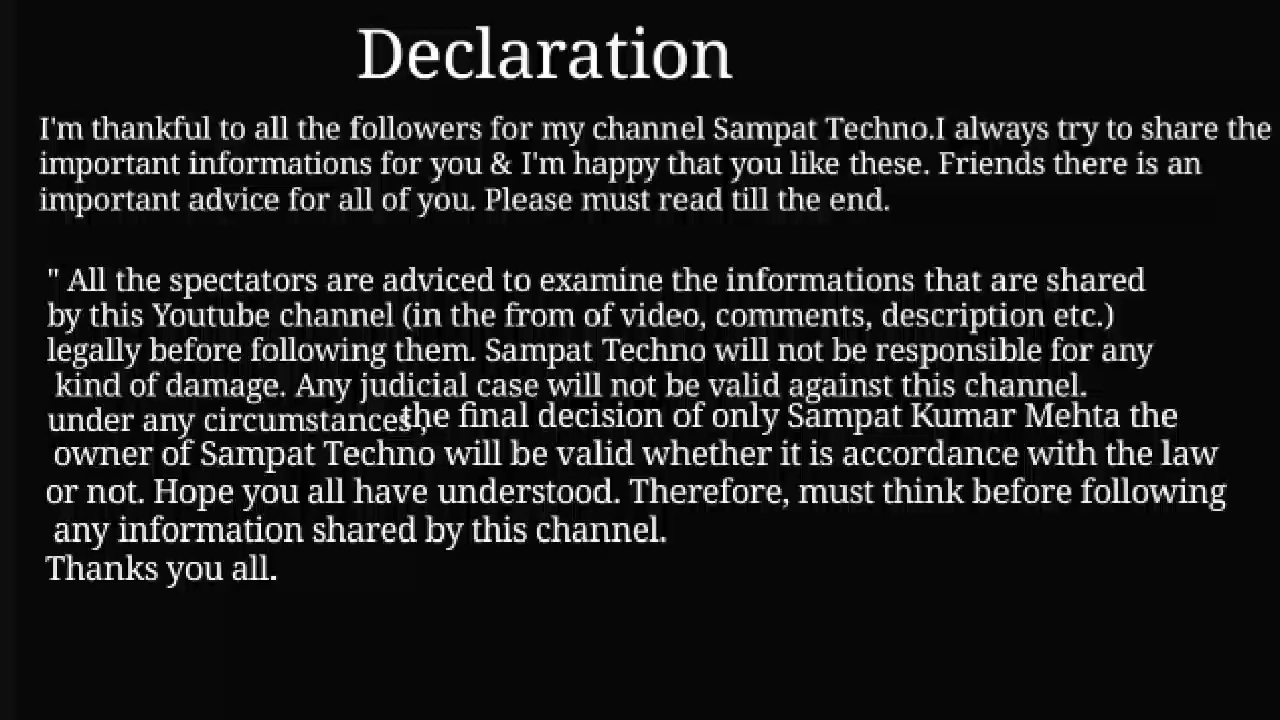 Declaration
I'm thankful to all the followers for my channel Sampat Techno.I always try to share the
important informations for you & I'm happy that you like these. Friends there is an
important advice for all of you. Please must read till the end.
" All the spectators are adviced to examine the informations that are shared
by this Youtube channel (in the from of video, comments, description etc.)
legally before following them. Sampat Techno will not be responsible for any
kind of damage. Any judicial case will not be valid against this channel.
under any circumstances, the final decision of only Sampat Kumar Mehta the
owner of Sampat Techno will be valid whether it is accordance with the law
or not. Hope you all have understood. Therefore, must think before following
any information shared by this channel.
Thanks you all.